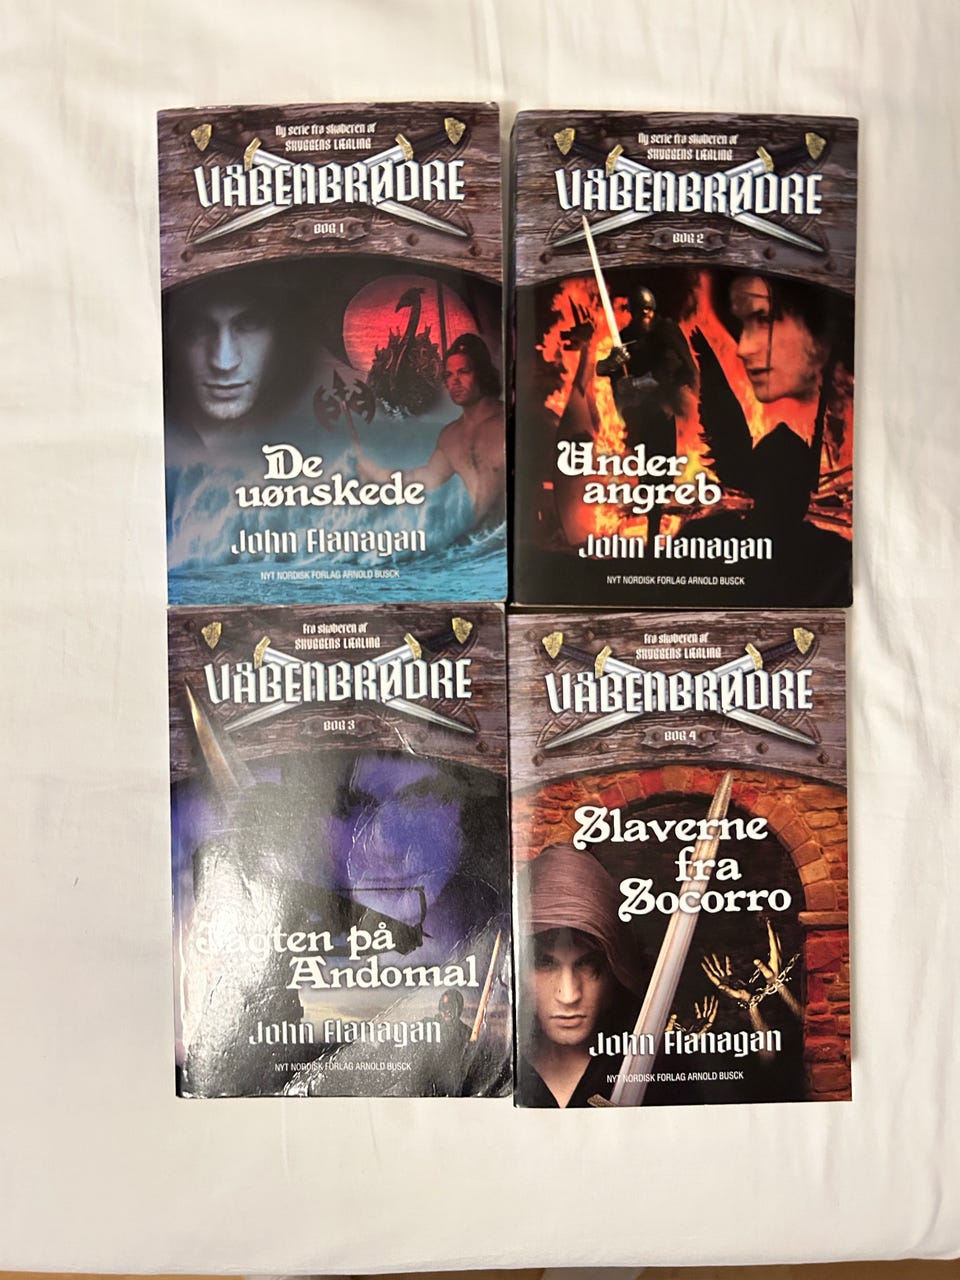 Ny serie fra skaberen af
SKYGGENS LÆRLING
VÅBENBRØDRE
BOG 1
De
uønskede
John Flanagan
NYT NORDISK FORLAG ARNOLD BUSCK
Ny serie fra skaberen af
SKYGGENS LÆRLING
VÅBENBRØDRE
BOG 2
Under
angreb
John Flanagan
NYT NORDISK FORLAG ARNOLD BUSCK
Fra skaberen af
SKYGGENS LÆRLING
VÅBENBRØDRE
BOG 3
Jagten på
Andomal
John Flanagan
NYT NORDISK FORLAG ARNOLD BUSCK
Fra skaberen af
SKYGGENS LÆRLING
VÅBENBRØDRE
BOG 4
Slaverne
fra
Socorro
John Flanagan
NYT NORDISK FORLAG ARNOLD BUSCK